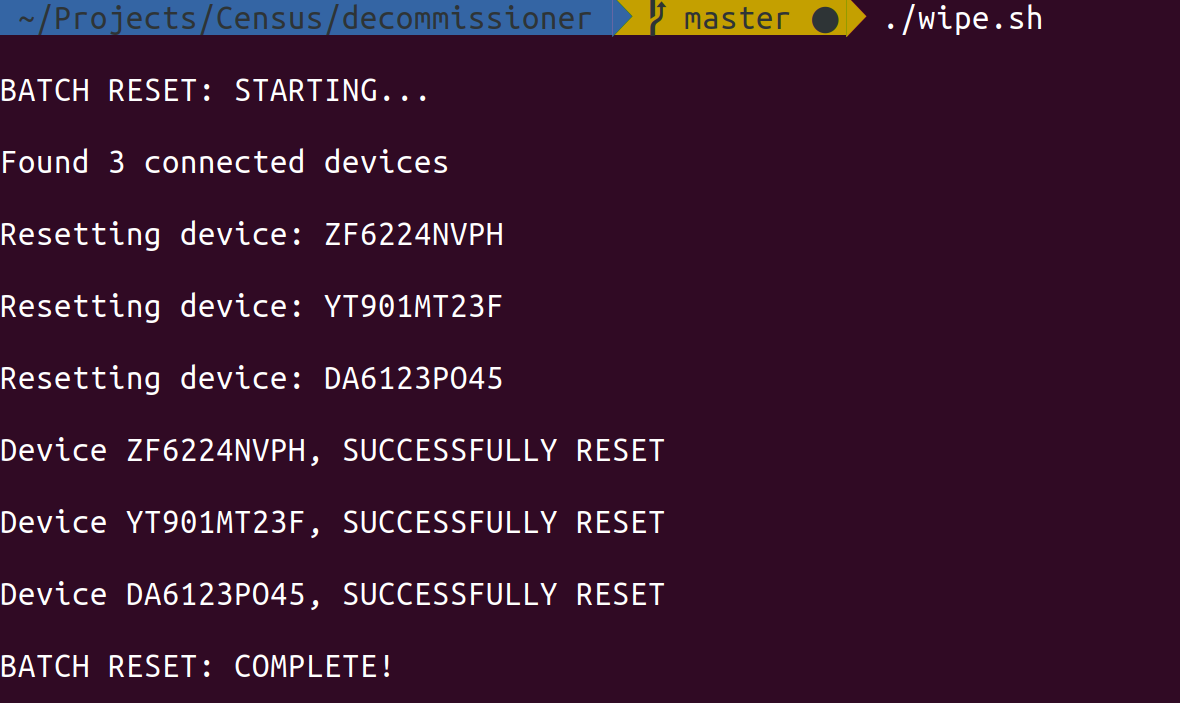 ~/Projects/Census/decommissioner master ● ./wipe.sh
BATCH RESET: STARTING...
Found 3 connected devices
Resetting device: ZF6224NVPH
Resetting device: YT901MT23F
Resetting device: DA6123PO45
Device ZF6224NVPH, SUCCESSFULLY RESET
Device YT901MT23F, SUCCESSFULLY RESET
Device DA6123PO45, SUCCESSFULLY RESET
BATCH RESET: COMPLETE!